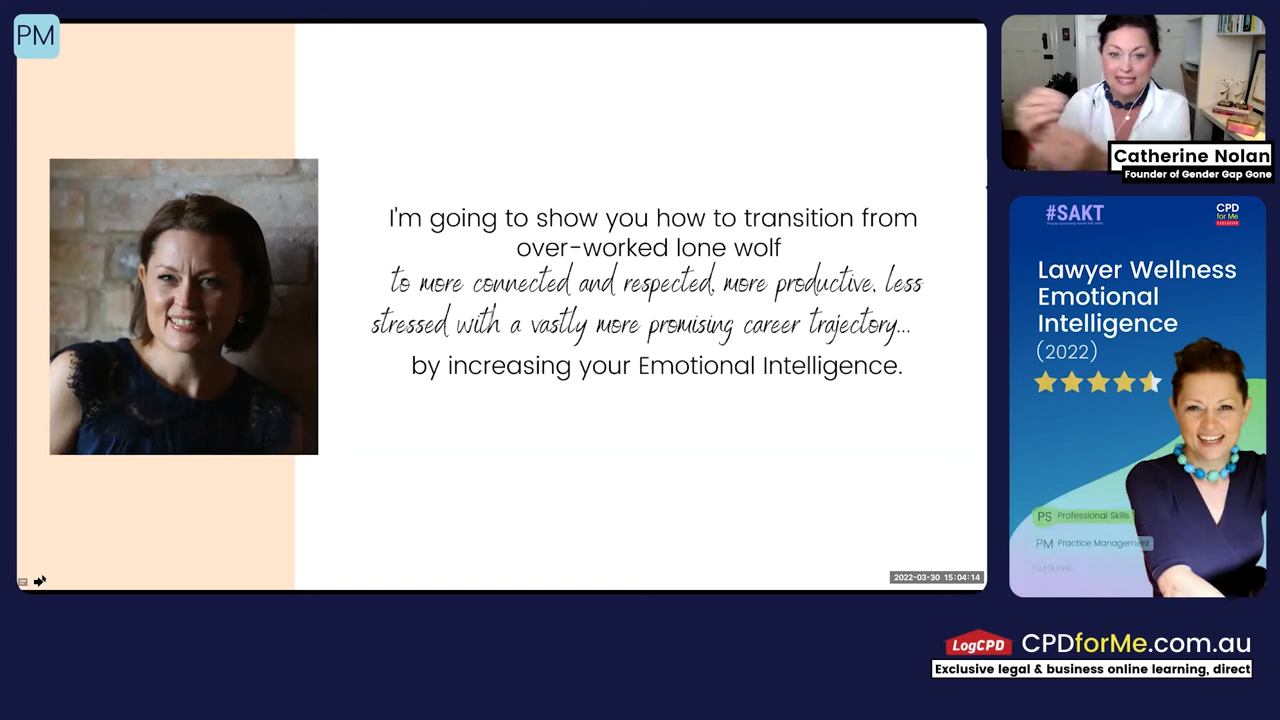 PM
I'm going to show you how to transition from
over-worked lone wolf
to more connected and respected, more productive, less
stressed with a vastly more promising career trajectory...
by increasing your Emotional Intelligence.
2022-03-30 15:04:14
Catherine Nolan
Founder of Gender Gap Gone
#SAKT
CPD
for Me
EXCLUSIVE
Lawyer Wellness
Emotional
Intelligence
(2022)
PS Professional Skills
PM Practice Management
LogCPD
CPDforMe.com.au
Exclusive legal & business online learning, direct